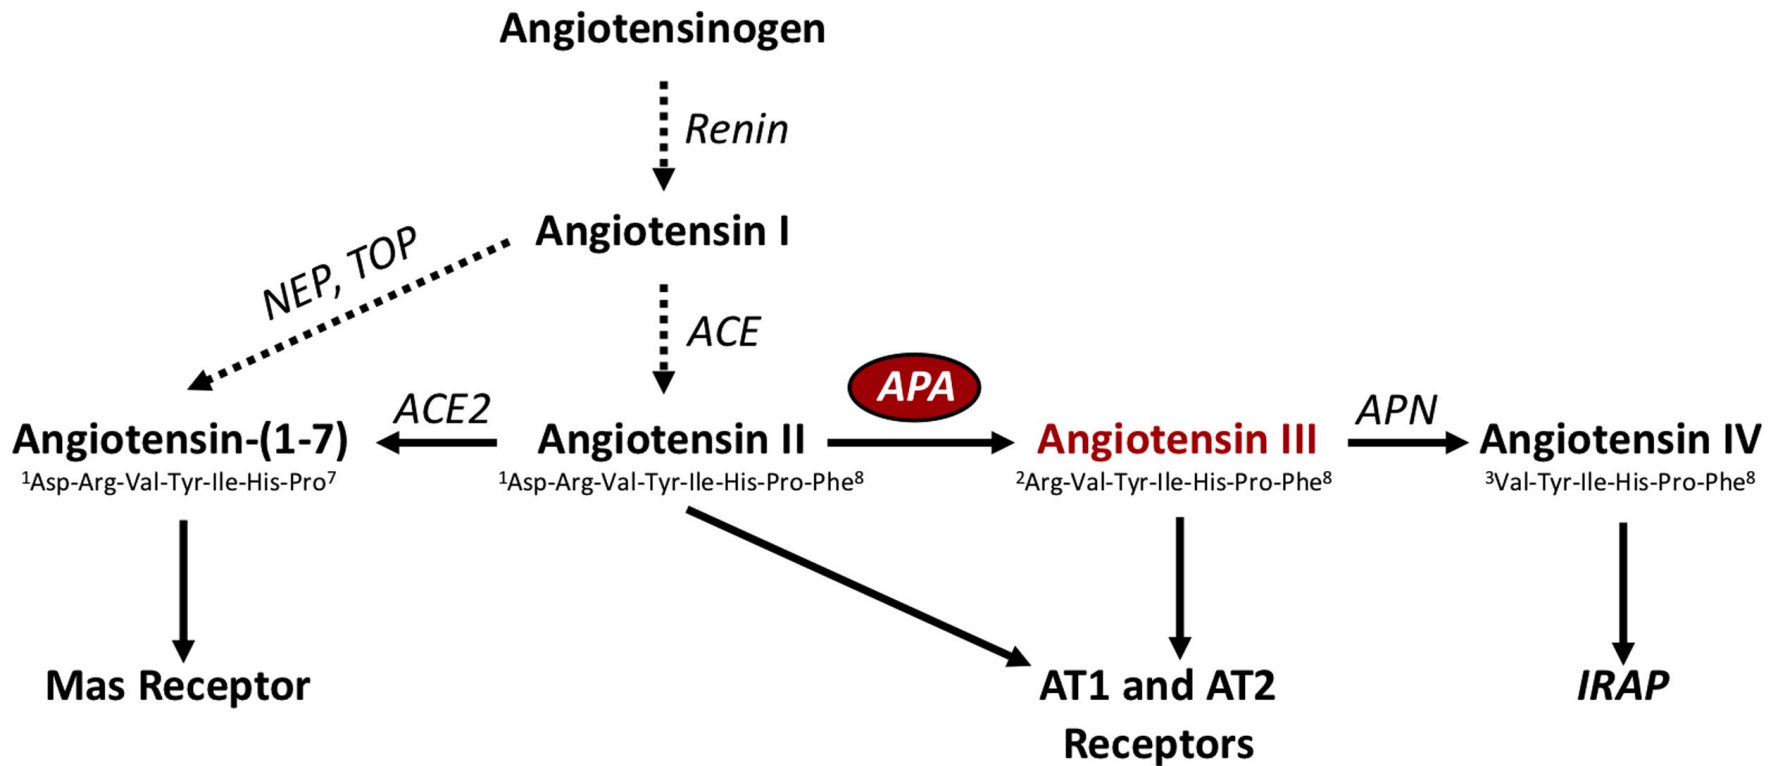 Angiotensinogen
Renin
Angiotensin I
NEP, TOP
ACE
APA
ACE2
APN
Angiotensin-(1-7)
Angiotensin II
Angiotensin III
Angiotensin IV
¹Asp-Arg-Val-Tyr-Ile-His-Pro⁷
¹Asp-Arg-Val-Tyr-Ile-His-Pro-Phe⁸
²Arg-Val-Tyr-Ile-His-Pro-Phe⁸
³Val-Tyr-Ile-His-Pro-Phe⁸
Mas Receptor
AT1 and AT2
Receptors
IRAP